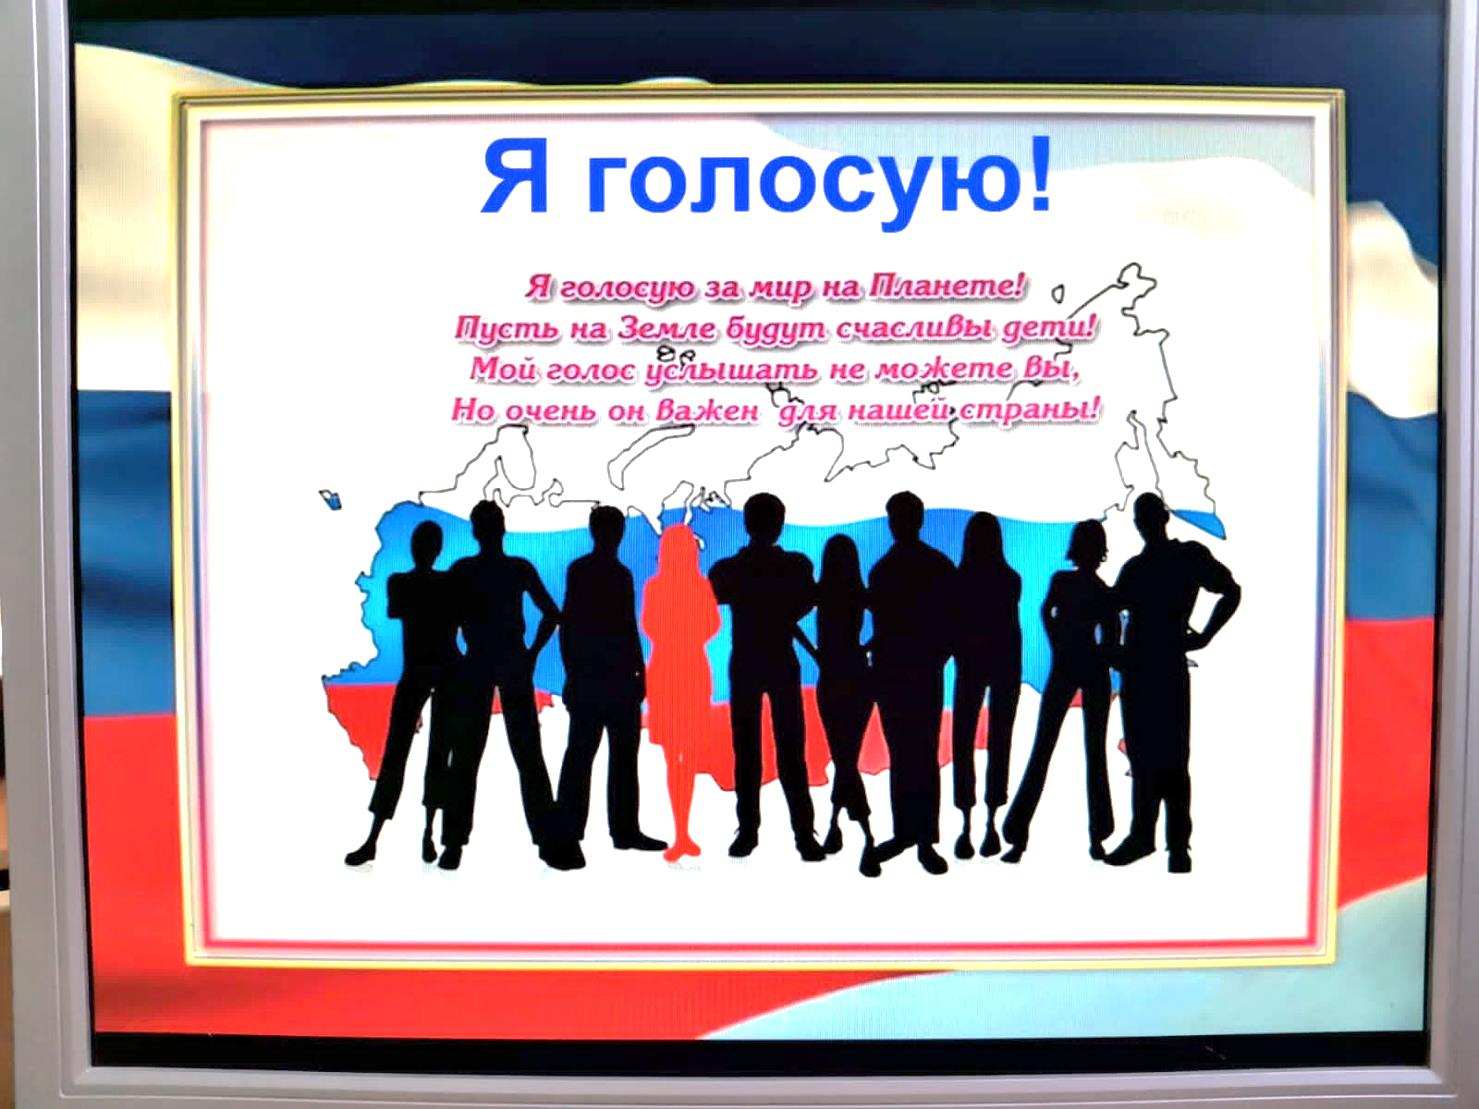 Я голосую!
Я голосую за мир на Планете!
Пусть на Земле будут счасливы дети!
Мой голос услышать не можете вы,
Но очень он важен для нашей страны!